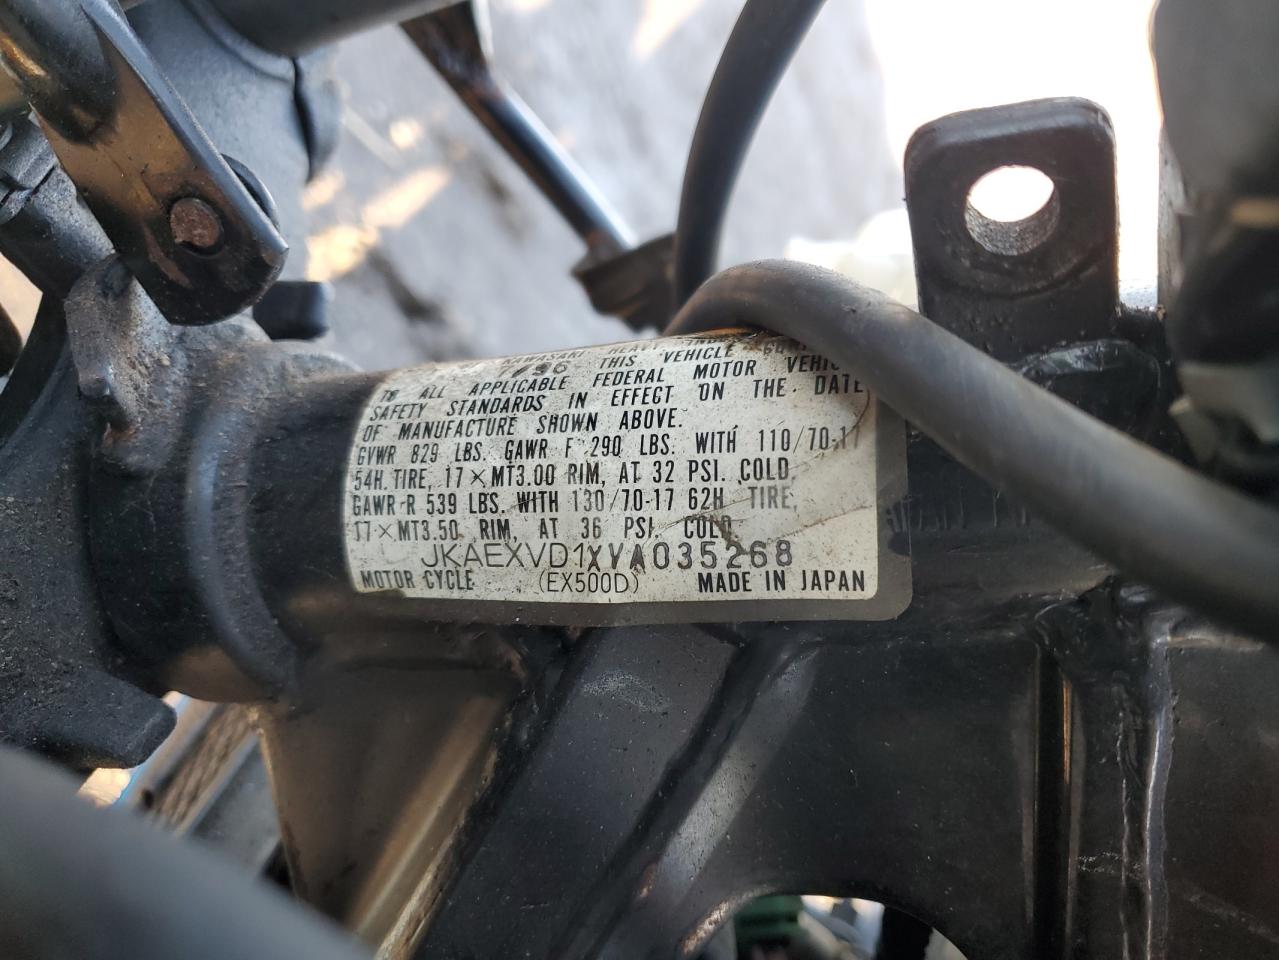 KAWASAKI
THIS VEHICLE
TO ALL APPLICABLE FEDERAL MOTOR
SAFETY STANDARDS IN EFFECT ON THE DATE
OF MANUFACTURE SHOWN ABOVE.
GVWR 829 LBS. GAWR F 290 LBS. WITH 110/70-17
54H TIRE, 17 × MT3.00 RIM, AT 32 PSI. COLD,
GAWR R 539 LBS. WITH 130/70-17 62H TIRE,
17 × MT3.50 RIM, AT 36 PSI. COLD
MOTOR CYCLE (EX500D) MADE IN JAPAN